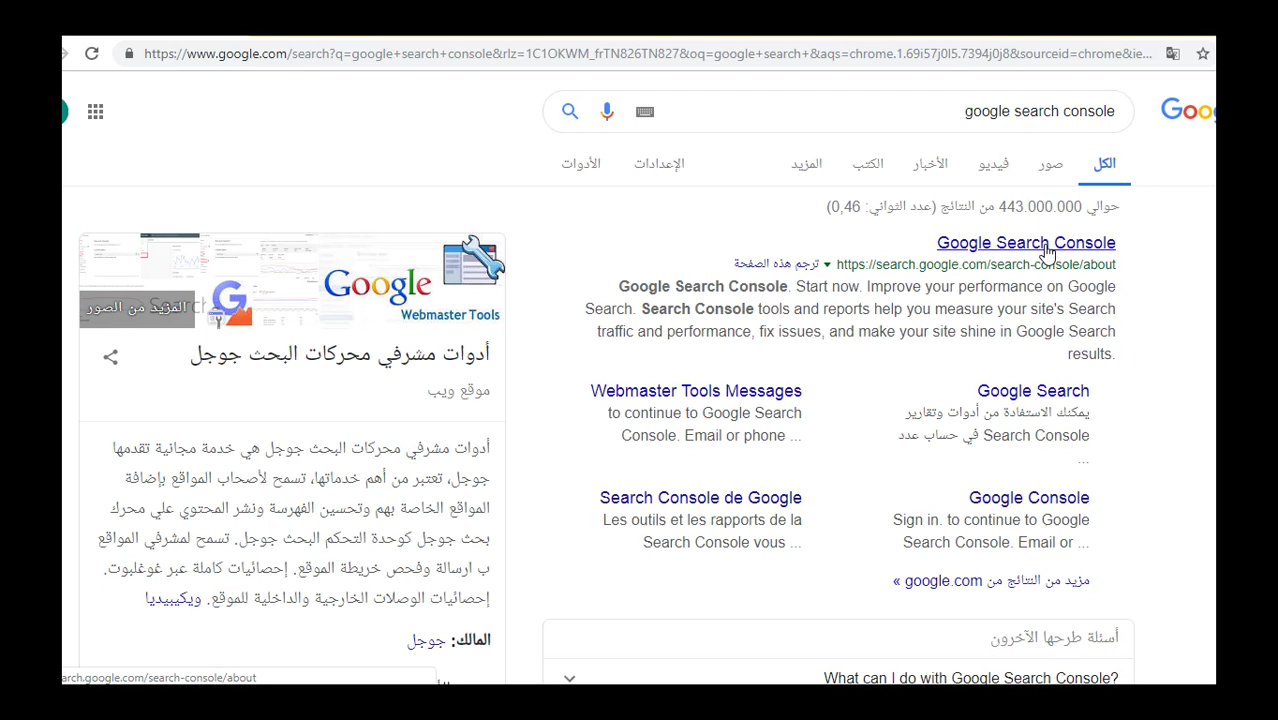 https://www.google.com/search?q=google+search+console&rlz=1C1OKWM_frTN826TN827&oq=google+search+&aqs=chrome.1.69i57j0l5.7394j0j8&sourceid=chrome&ie...
google search console
الكل
صور
فيديو
الأخبار
الكتب
المزيد
الإعدادات
الأدوات
حوالي 443.000.000 من النتائج (عدد الثواني: 0,46)
Google Search Console
https://search.google.com/search-console/about ▼ ترجم هذه الصفحة
Google Search Console. Start now. Improve your performance on Google
Search. Search Console tools and reports help you measure your site's Search
traffic and performance, fix issues, and make your site shine in Google Search
results.
Google Search
يمكنك الاستفادة من أدوات وتقارير
Search Console في حساب عدد
...
Webmaster Tools Messages
to continue to Google Search
Console. Email or phone ...
Google Console
Sign in. to continue to Google
Search Console. Email or ...
Search Console de Google
Les outils et les rapports de la
Search Console vous ...
مزيد من النتائج من google.com »
أسئلة طرحها الآخرون
What can I do with Google Search Console?
Google
Webmaster Tools
المزيد من الصور
أدوات مشرفي محركات البحث جوجل
موقع ويب
أدوات مشرفي محركات البحث جوجل هي خدمة مجانية تقدمها
جوجل، تعتبر من أهم خدماتها، تسمح لأصحاب المواقع بإضافة
المواقع الخاصة بهم وتحسين الفهرسة ونشر المحتوي علي محرك
بحث جوجل كوحدة التحكم البحث جوجل. تسمح لمشرفي المواقع
ب ارسالة وفحص خريطة الموقع. إحصائيات كاملة عبر غوغلبوت.
إحصائيات الوصلات الخارجية والداخلية للموقع. ويكيبيديا
المالك: جوجل
arch.google.com/search-console/about